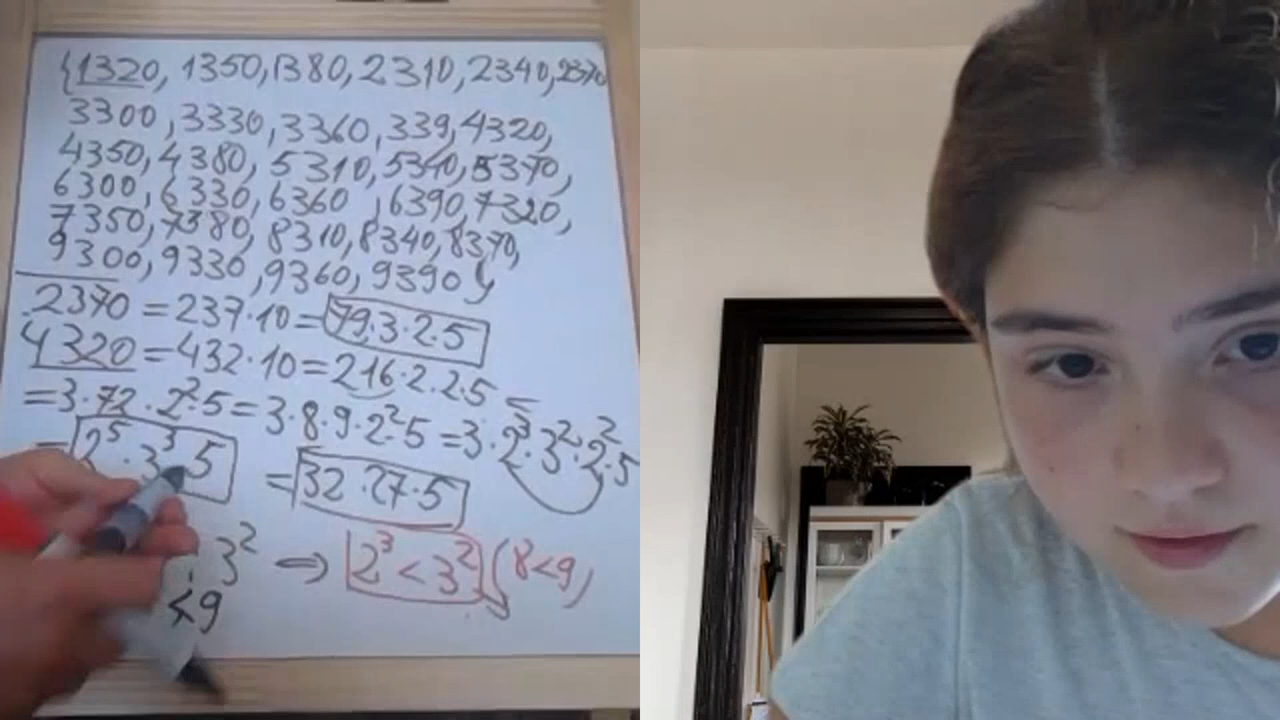 {1320, 1350, 1380, 2310, 2340, 2370
3300, 3330, 3360, 339, 4320,
4350, 4380, 5310, 5340, 5370,
6300, 6330, 6360, 6390, 7320,
7350, 7380, 8310, 8340, 8370,
9300, 9330, 9360, 9390}
2370 = 237·10 = 79·3·2·5
4320 = 432·10 = 216·2·2·5 =
= 3·72·2²·5 = 3·8·9·2²·5 = 3·2³·3²·2²·5
= 2⁵·3³·5 = 32·27·5
3² ⇒ 2³ < 3² (8<9)
<9